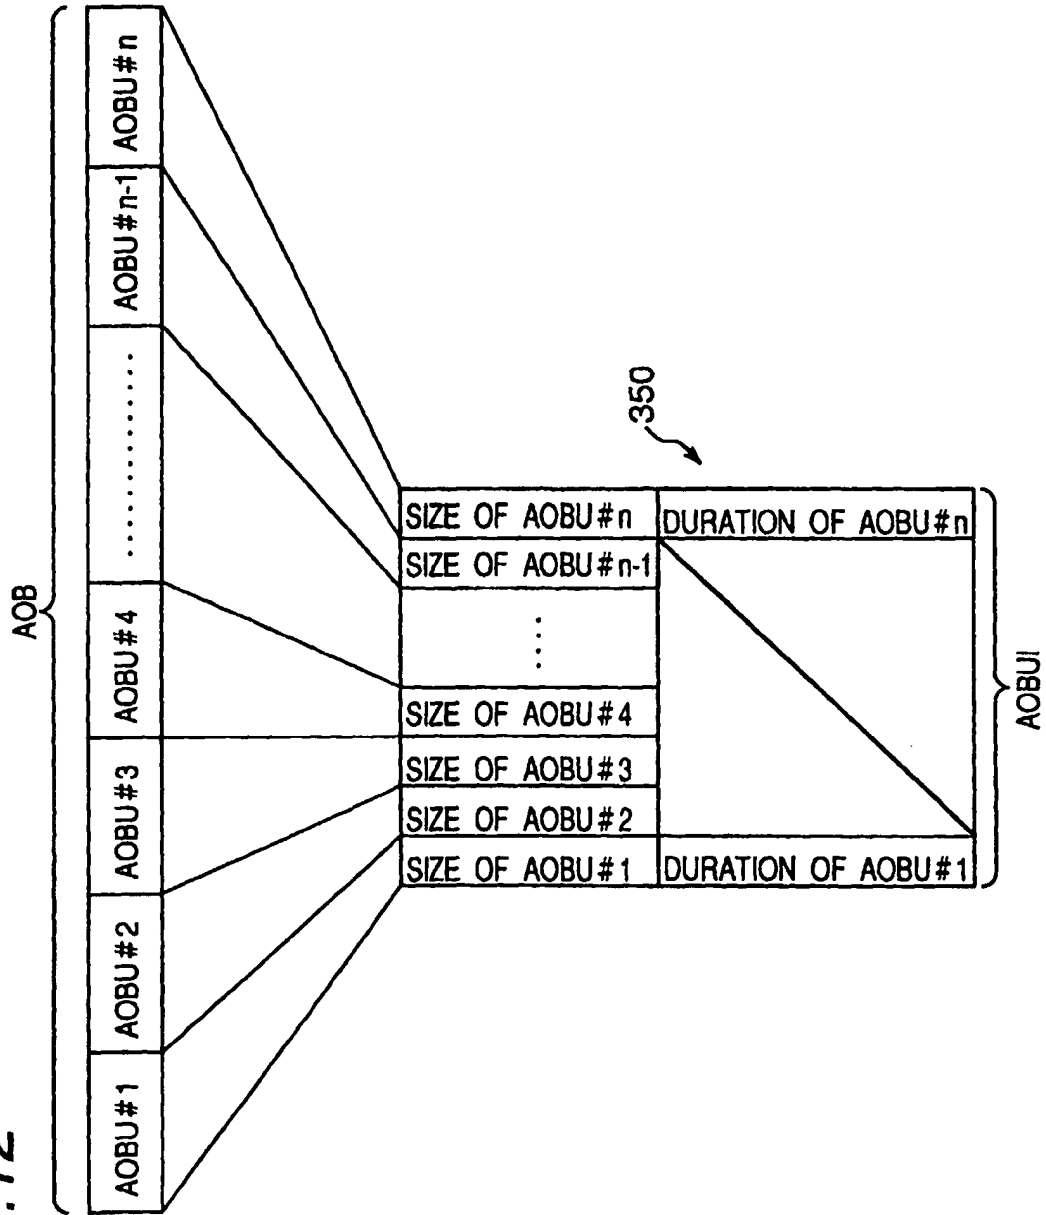 .12
AOB
AOBU#1
AOBU#2
AOBU#3
AOBU#4
............
AOBU#n-1
AOBU#n
350
SIZE OF AOBU#n
DURATION OF AOBU#n
SIZE OF AOBU#n-1
....
SIZE OF AOBU#4
SIZE OF AOBU#3
SIZE OF AOBU#2
SIZE OF AOBU#1
DURATION OF AOBU#1
AOBUI